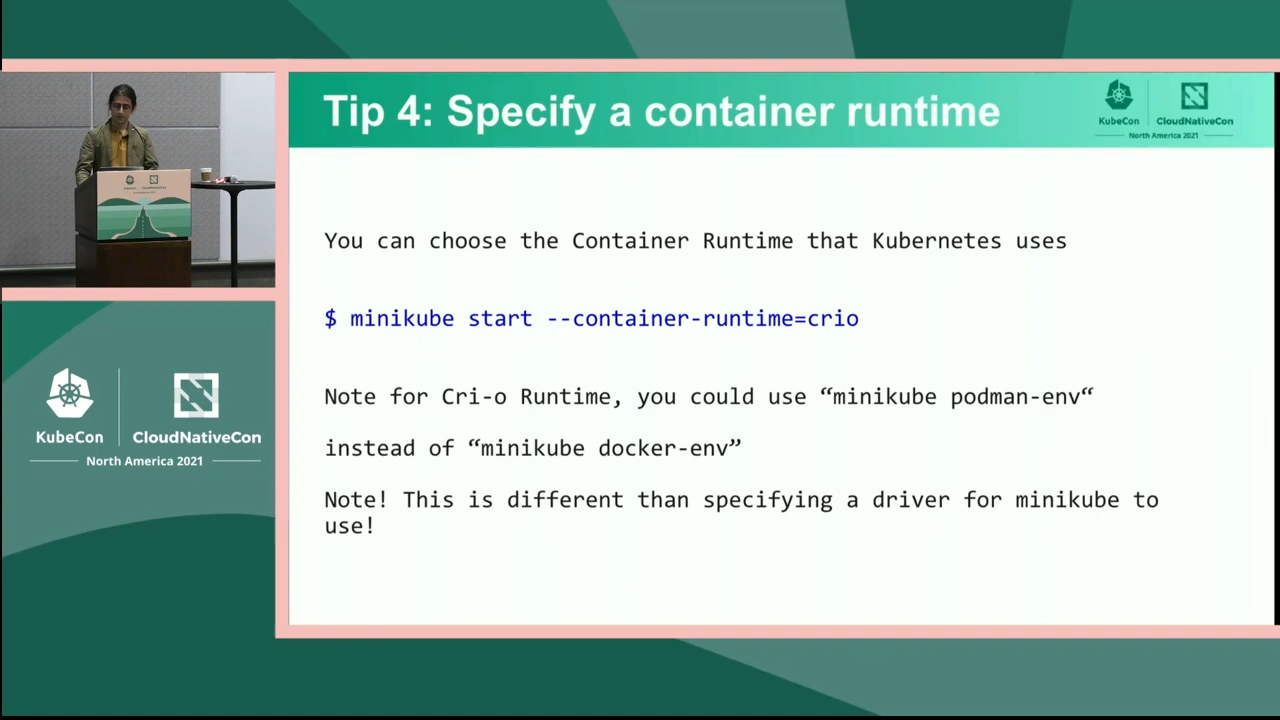 Tip 4: Specify a container runtime
KubeCon
CloudNativeCon
North America 2021
You can choose the Container Runtime that Kubernetes uses
$ minikube start --container-runtime=crio
Note for Cri-o Runtime, you could use “minikube podman-env“
instead of “minikube docker-env”
Note! This is different than specifying a driver for minikube to
use!
KubeCon
CloudNativeCon
North America 2021